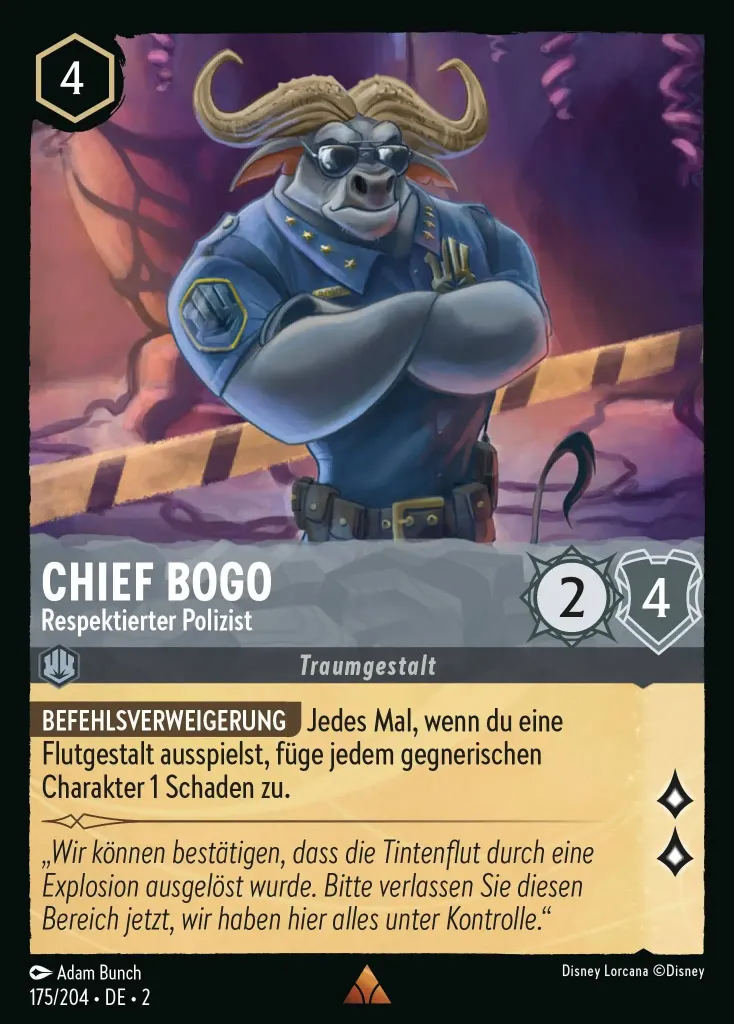 4
CHIEF BOGO
Respektierter Polizist
2
4
Traumgestalt
BEFEHLSVERWEIGERUNG Jedes Mal, wenn du eine
Flutgestalt ausspielst, füge jedem gegnerischen
Charakter 1 Schaden zu.
„Wir können bestätigen, dass die Tintenflut durch eine
Explosion ausgelöst wurde. Bitte verlassen Sie diesen
Bereich jetzt, wir haben hier alles unter Kontrolle.“
Adam Bunch
Disney Lorcana ©Disney
175/204 • DE • 2